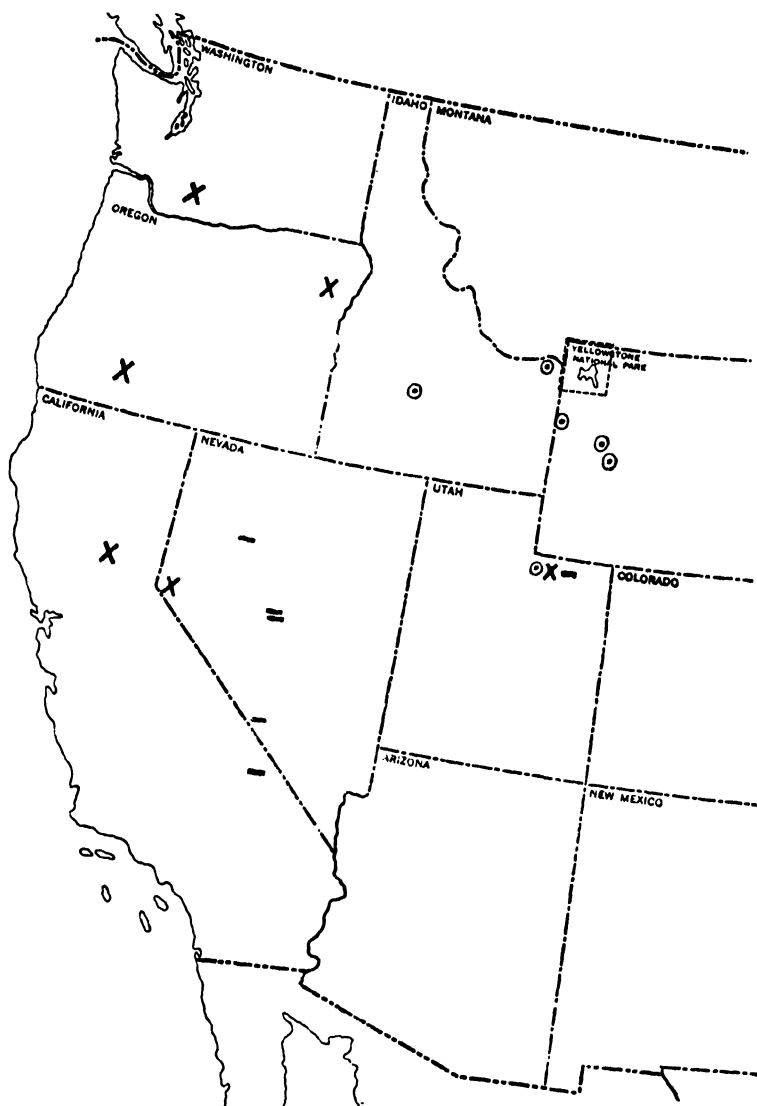 WASHINGTON
IDAHO
MONTANA
OREGON
YELLOWSTONE
NATIONAL PARK
CALIFORNIA
NEVADA
UTAH
COLORADO
ARIZONA
NEW MEXICO